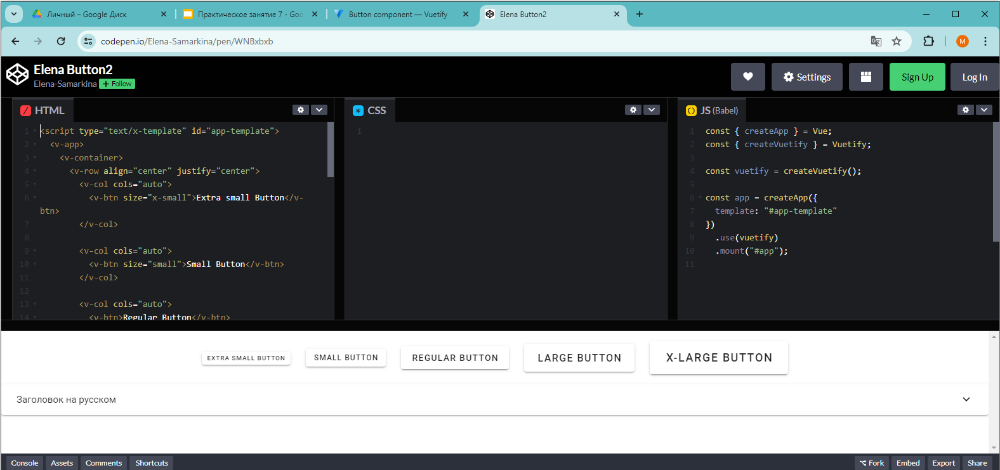 Личный – Google Диск
Практическое занятие 7 - Goo
Button component — Vuetify
Elena Button2
codepen.io/Elena-Samarkina/pen/WNBxbxb
M
Elena Button2
Elena-Samarkina + Follow
Settings
Sign Up
Log In
HTML
1 <script type="text/x-template" id="app-template">
2 <v-app>
3 <v-container>
4 <v-row align="center" justify="center">
5 <v-col cols="auto">
6 <v-btn size="x-small">Extra small Button</v-
btn>
7 </v-col>
8
9 <v-col cols="auto">
10 <v-btn size="small">Small Button</v-btn>
11 </v-col>
12
13 <v-col cols="auto">
14 <v-btn>Regular Button</v-btn>
CSS
1
JS (Babel)
1 const { createApp } = Vue;
2 const { createVuetify } = Vuetify;
3
4 const vuetify = createVuetify();
5
6 const app = createApp({
7 template: "#app-template"
8 })
9 .use(vuetify)
10 .mount("#app");
11
EXTRA SMALL BUTTON
SMALL BUTTON
REGULAR BUTTON
LARGE BUTTON
X-LARGE BUTTON
Заголовок на русском
Console
Assets
Comments
Shortcuts
Fork
Embed
Export
Share